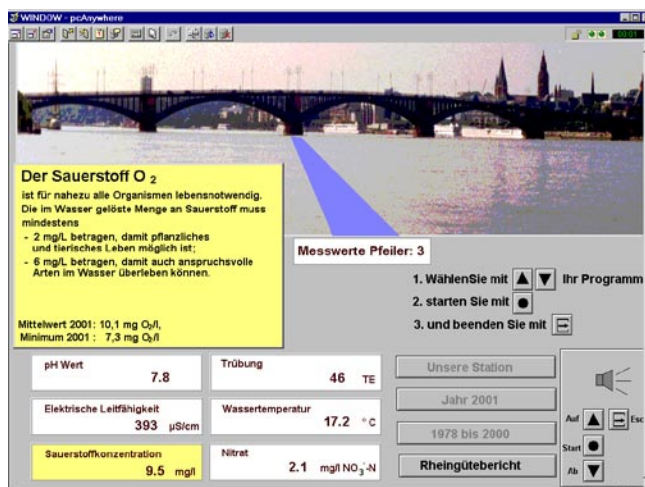 WINDOW - pcAnywhere
00:01
Der Sauerstoff O 2
ist für nahezu alle Organismen lebensnotwendig.
Die im Wasser gelöste Menge an Sauerstoff muss
mindestens
- 2 mg/L betragen, damit pflanzliches
und tierisches Leben möglich ist;
- 6 mg/L betragen, damit auch anspruchsvolle
Arten im Wasser überleben können.
Mittelwert 2001: 10,1 mg O2/l,
Minimum 2001 : 7,3 mg O2/l
Messwerte Pfeiler: 3
1. WählenSie mit ▲ ▼ Ihr Programm
2. starten Sie mit ●
3. und beenden Sie mit
pH Wert
7.8
Trübung
46 TE
Elektrische Leitfähigkeit
393 µS/cm
Wassertemperatur
17.2 °C
Sauerstoffkonzentration
9.5 mg/l
Nitrat
2.1 mg/l NO3--N
Unsere Station
Jahr 2001
1978 bis 2000
Rheingütebericht
Auf ▲ Esc
Start ●
Ab ▼